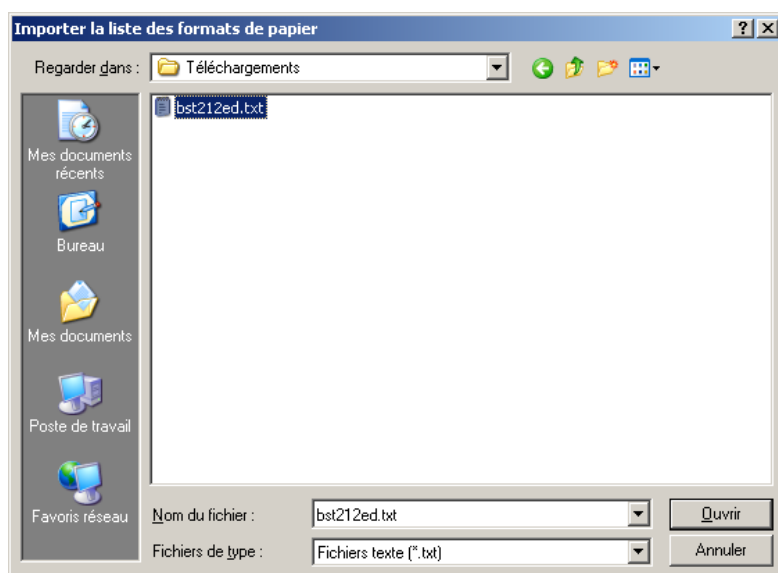 Importer la liste des formats de papier
Regarder dans :
Téléchargements
bst212ed.txt
Mes documents
récents
Bureau
Mes documents
Poste de travail
Favoris réseau
Nom du fichier :
bst212ed.txt
Ouvrir
Fichiers de type :
Fichiers texte (*.txt)
Annuler